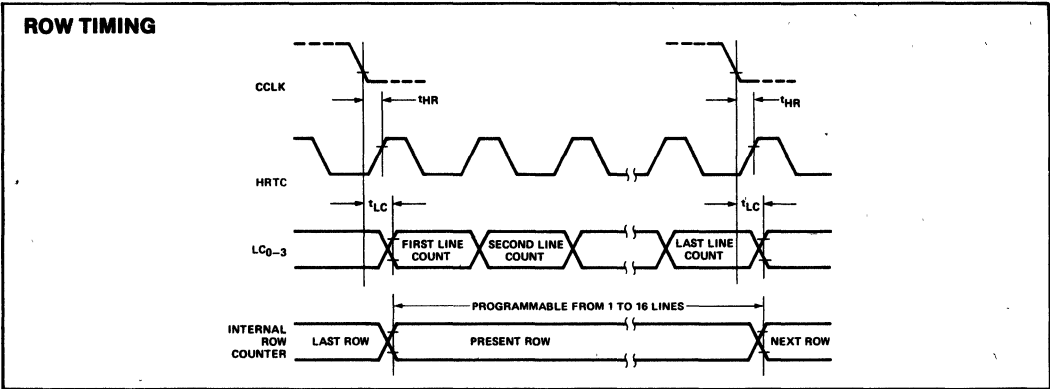 ROW TIMING
CCLK
tHR
tHR
HRTC
tLC
tLC
LC0–3
FIRST LINE
COUNT
SECOND LINE
COUNT
LAST LINE
COUNT
PROGRAMMABLE FROM 1 TO 16 LINES
INTERNAL
ROW
COUNTER
LAST ROW
PRESENT ROW
NEXT ROW